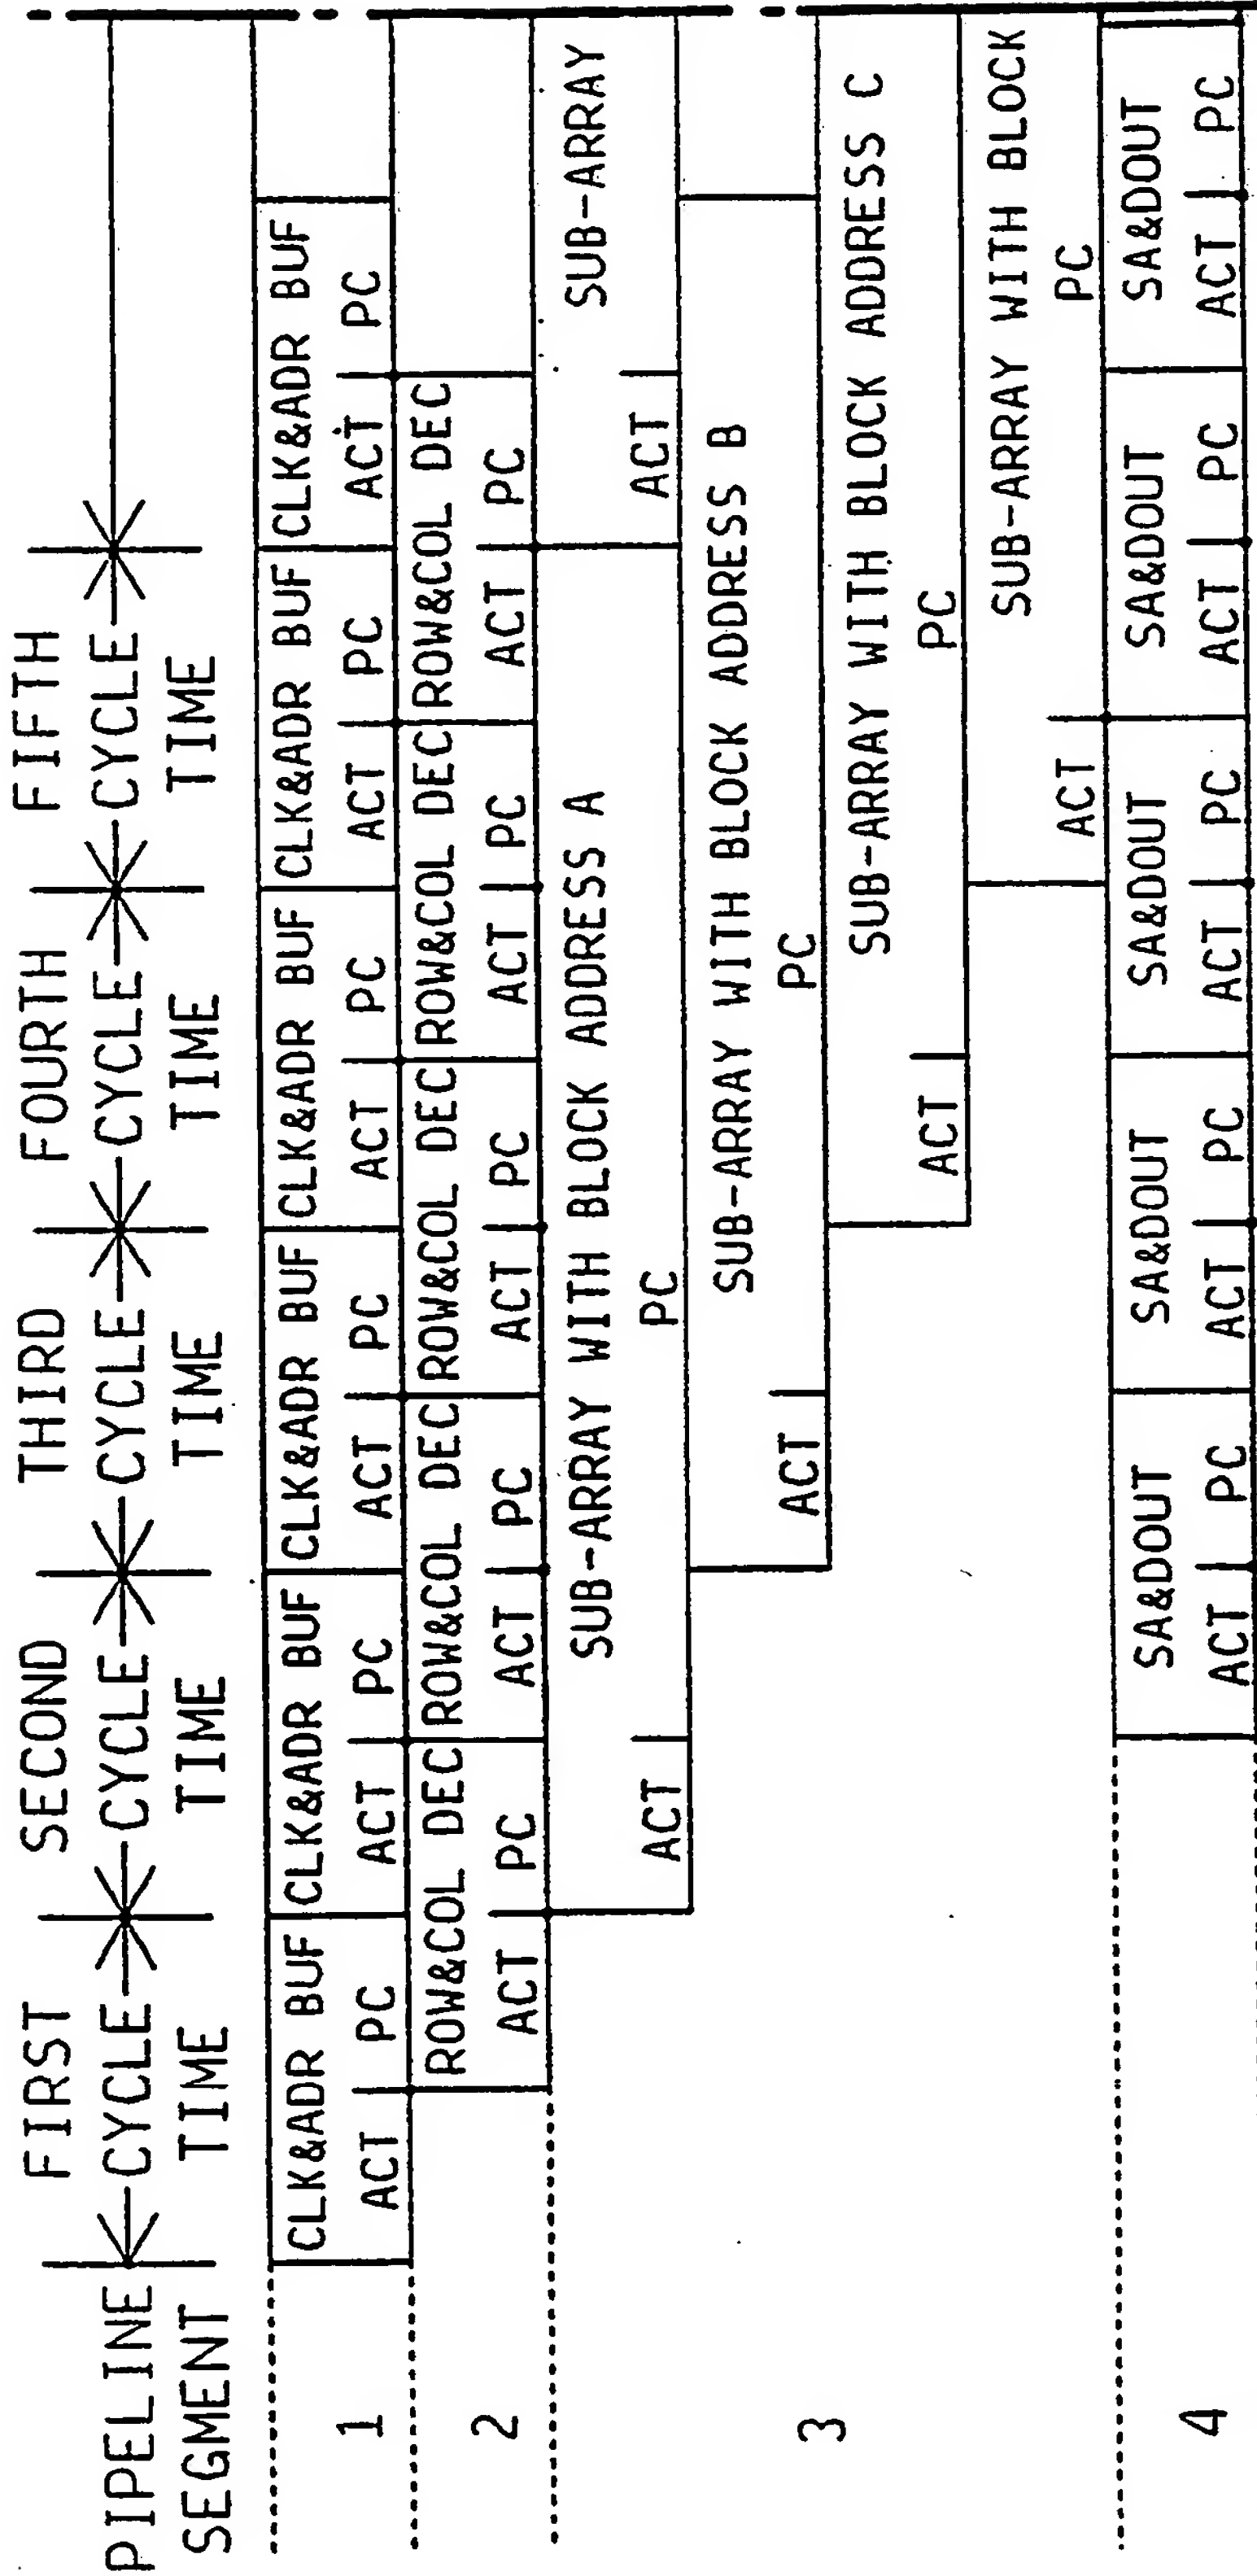 FIRST SECOND THIRD FOURTH FIFTH
PIPELINE CYCLE CYCLE CYCLE CYCLE CYCLE
SEGMENT TIME TIME TIME TIME TIME
CLK&ADR BUF CLK&ADR BUF CLK&ADR BUF CLK&ADR BUF CLK&ADR BUF CLK&ADR BUF
1 ACT PC ACT PC ACT PC ACT PC ACT PC ACT PC
ROW&COL DEC ROW&COL DEC ROW&COL DEC ROW&COL DEC ROW&COL DEC
2 ACT PC ACT PC ACT PC ACT PC ACT PC
SUB-ARRAY WITH BLOCK ADDRESS A SUB-ARRAY
ACT PC ACT
SUB-ARRAY WITH BLOCK ADDRESS B
3 ACT PC
SUB-ARRAY WITH BLOCK ADDRESS C
ACT PC
SUB-ARRAY WITH BLOCK
ACT PC
SA&DOUT SA&DOUT SA&DOUT SA&DOUT SA&DOUT
4 ACT PC ACT PC ACT PC ACT PC ACT PC